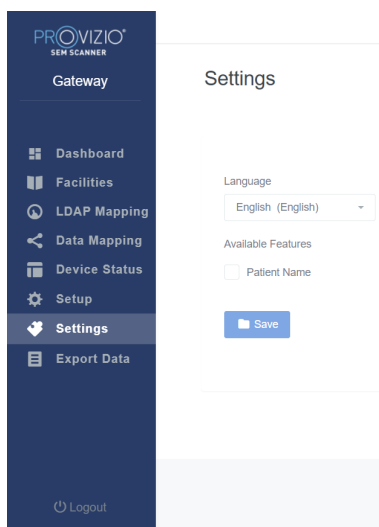 PROVIZIO®
SEM SCANNER
Gateway
Dashboard
Facilities
LDAP Mapping
Data Mapping
Device Status
Setup
Settings
Export Data
Logout
Settings
Language
English (English)
Available Features
Patient Name
Save